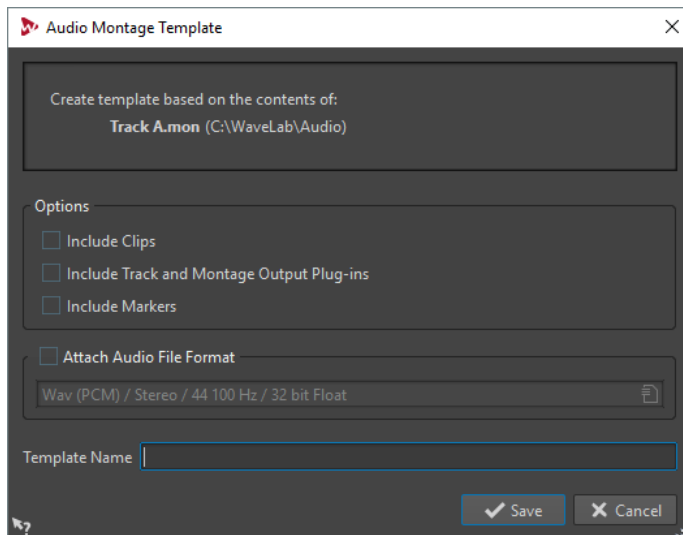 Audio Montage Template
Create template based on the contents of:
Track A.mon (C:\WaveLab\Audio)
Options
Include Clips
Include Track and Montage Output Plug-ins
Include Markers
Attach Audio File Format
Wav (PCM) / Stereo / 44 100 Hz / 32 bit Float
Template Name
Save Cancel